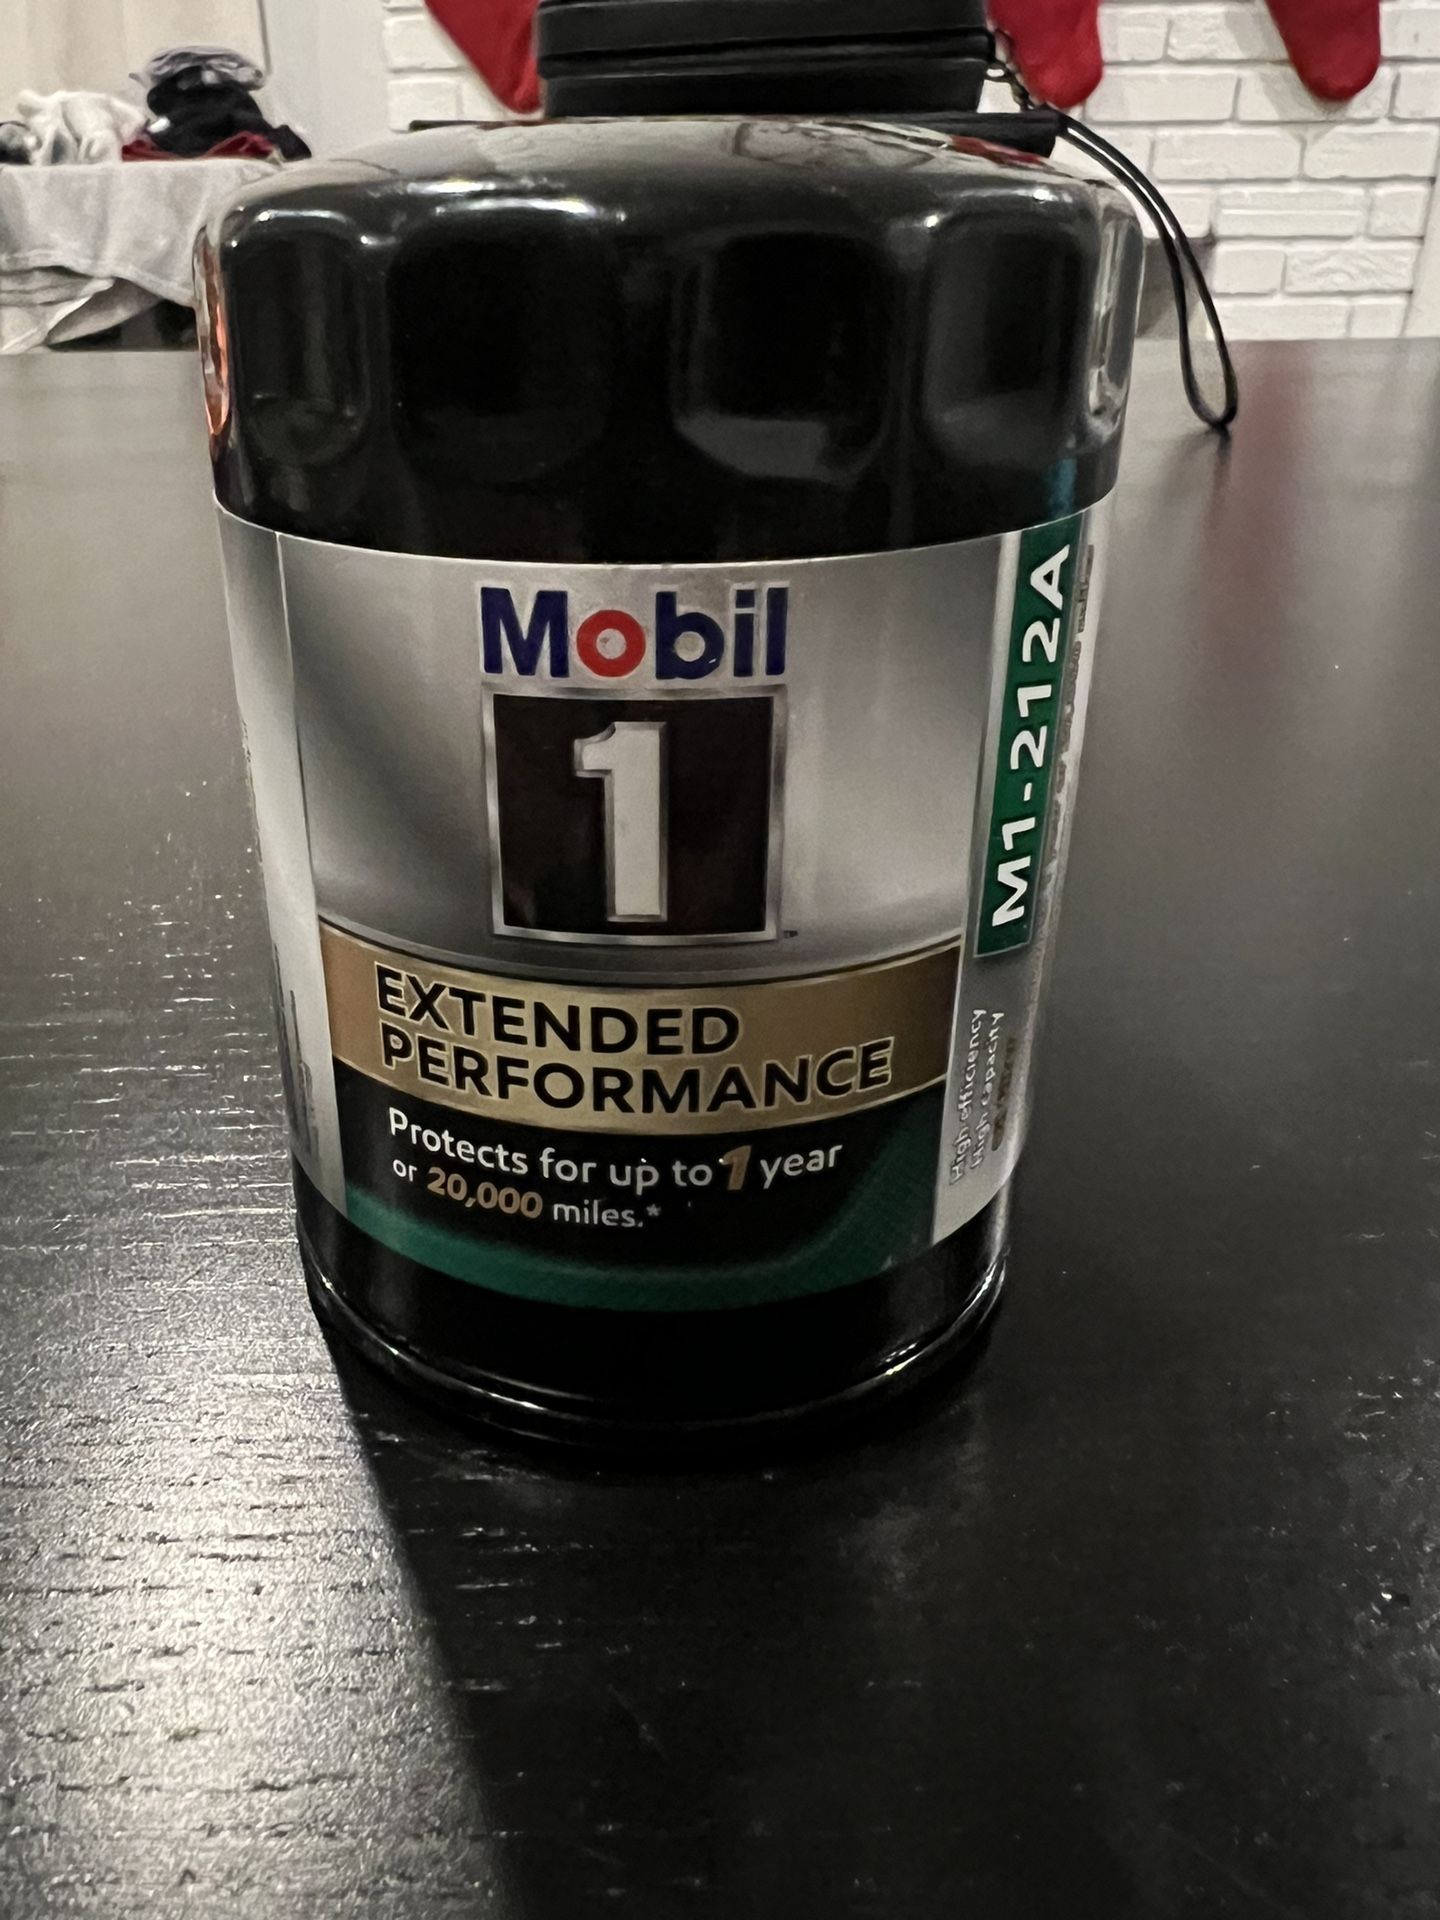 Mobil
1
™
EXTENDED
PERFORMANCE
Protects for up to 1 year
or 20,000 miles.*
M1-212A
High efficiency
High capacity